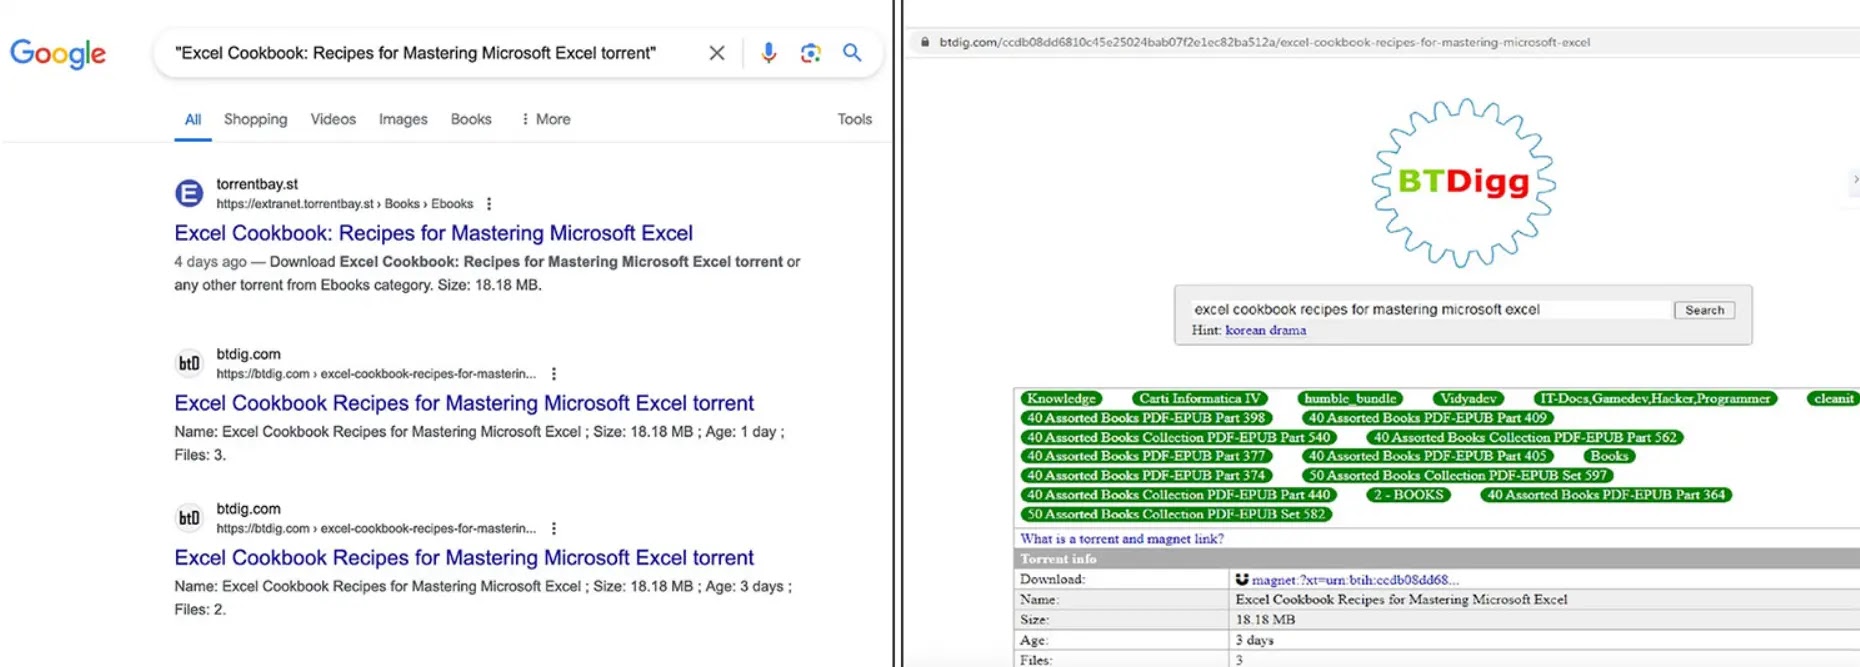 Google
"Excel Cookbook: Recipes for Mastering Microsoft Excel torrent"
All Shopping Videos Images Books More Tools
torrentbay.st
https://extranet.torrentbay.st › Books › Ebooks
Excel Cookbook: Recipes for Mastering Microsoft Excel
4 days ago — Download Excel Cookbook: Recipes for Mastering Microsoft Excel torrent or
any other torrent from Ebooks category. Size: 18.18 MB.
btD
btdig.com
https://btdig.com › excel-cookbook-recipes-for-masterin...
Excel Cookbook Recipes for Mastering Microsoft Excel torrent
Name: Excel Cookbook Recipes for Mastering Microsoft Excel ; Size: 18.18 MB ; Age: 1 day ;
Files: 3.
btD
btdig.com
https://btdig.com › excel-cookbook-recipes-for-masterin...
Excel Cookbook Recipes for Mastering Microsoft Excel torrent
Name: Excel Cookbook Recipes for Mastering Microsoft Excel ; Size: 18.18 MB ; Age: 3 days ;
Files: 2.
btdig.com/ccdb08dd6810c45e25024bab07f2e1ec82ba512a/excel-cookbook-recipes-for-mastering-microsoft-excel
BTDigg
excel cookbook recipes for mastering microsoft excel Search
Hint: korean drama
Knowledge Carti Informatica IV humble_bundle Vidyadev IT-Docs,Gamedev,Hacker,Programmer cleanit
40 Assorted Books PDF-EPUB Part 398 40 Assorted Books PDF-EPUB Part 409
40 Assorted Books Collection PDF-EPUB Part 540 40 Assorted Books Collection PDF-EPUB Part 562
40 Assorted Books PDF-EPUB Part 377 40 Assorted Books PDF-EPUB Part 405 Books
40 Assorted Books PDF-EPUB Part 374 50 Assorted Books Collection PDF-EPUB Set 597
40 Assorted Books Collection PDF-EPUB Part 440 2 - BOOKS 40 Assorted Books PDF-EPUB Part 364
50 Assorted Books Collection PDF-EPUB Set 582
What is a torrent and magnet link?
Torrent info
Download: magnet:?xt=urn:btih:ccdb08dd68...
Name: Excel Cookbook Recipes for Mastering Microsoft Excel
Size: 18.18 MB
Age: 3 days
Files: 3